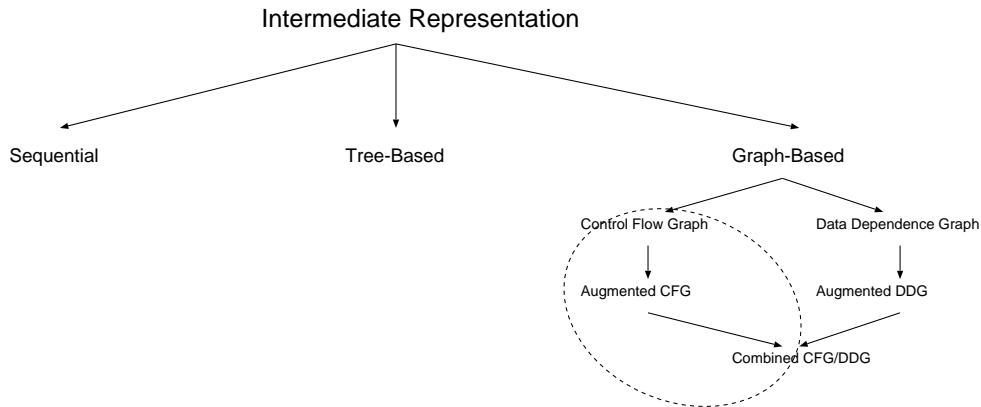 Intermediate Representation
Sequential
Tree-Based
Graph-Based
Control Flow Graph
Data Dependence Graph
Augmented CFG
Augmented DDG
Combined CFG/DDG